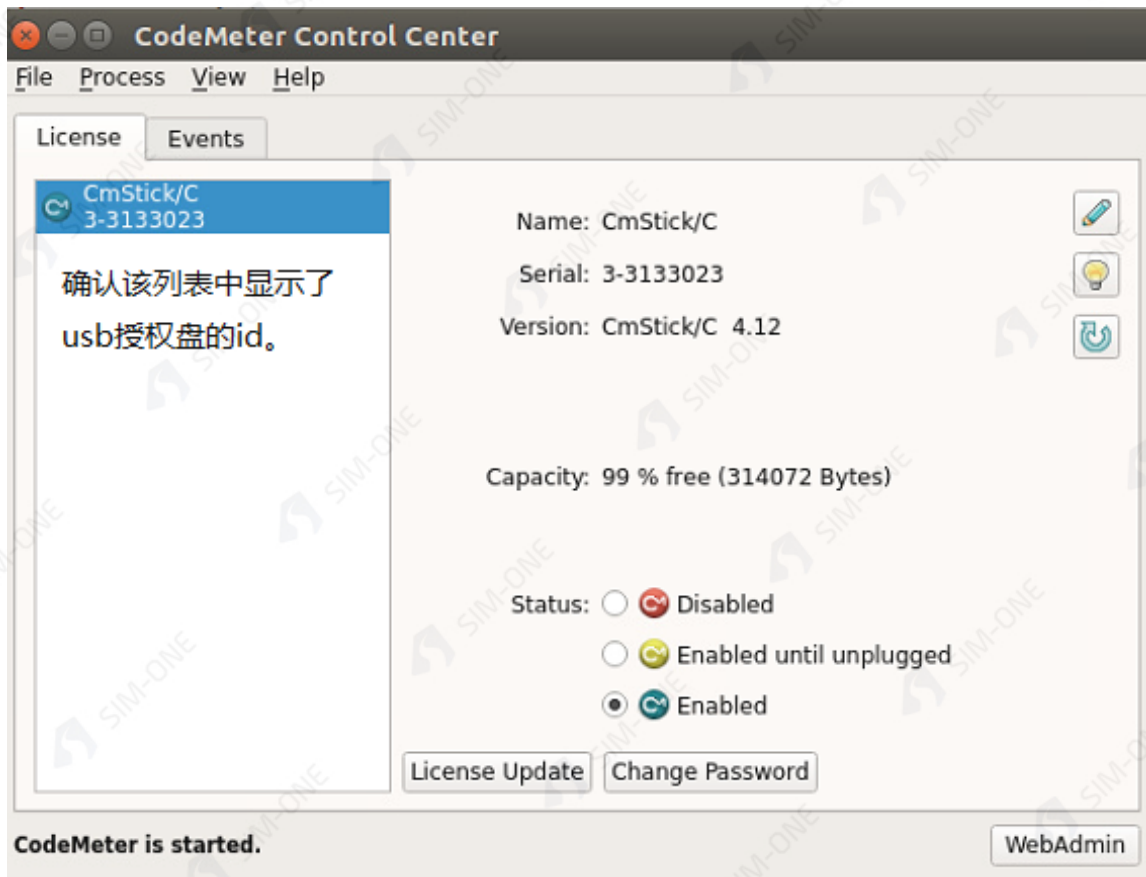 CodeMeter Control Center
File Process View Help
License Events
CmStick/C
3-3133023
确认该列表中显示了
usb授权盘的id。
Name: CmStick/C
Serial: 3-3133023
Version: CmStick/C 4.12
Capacity: 99 % free (314072 Bytes)
Status: Disabled
Enabled until unplugged
Enabled
License Update Change Password
CodeMeter is started. WebAdmin
SIM-ONE